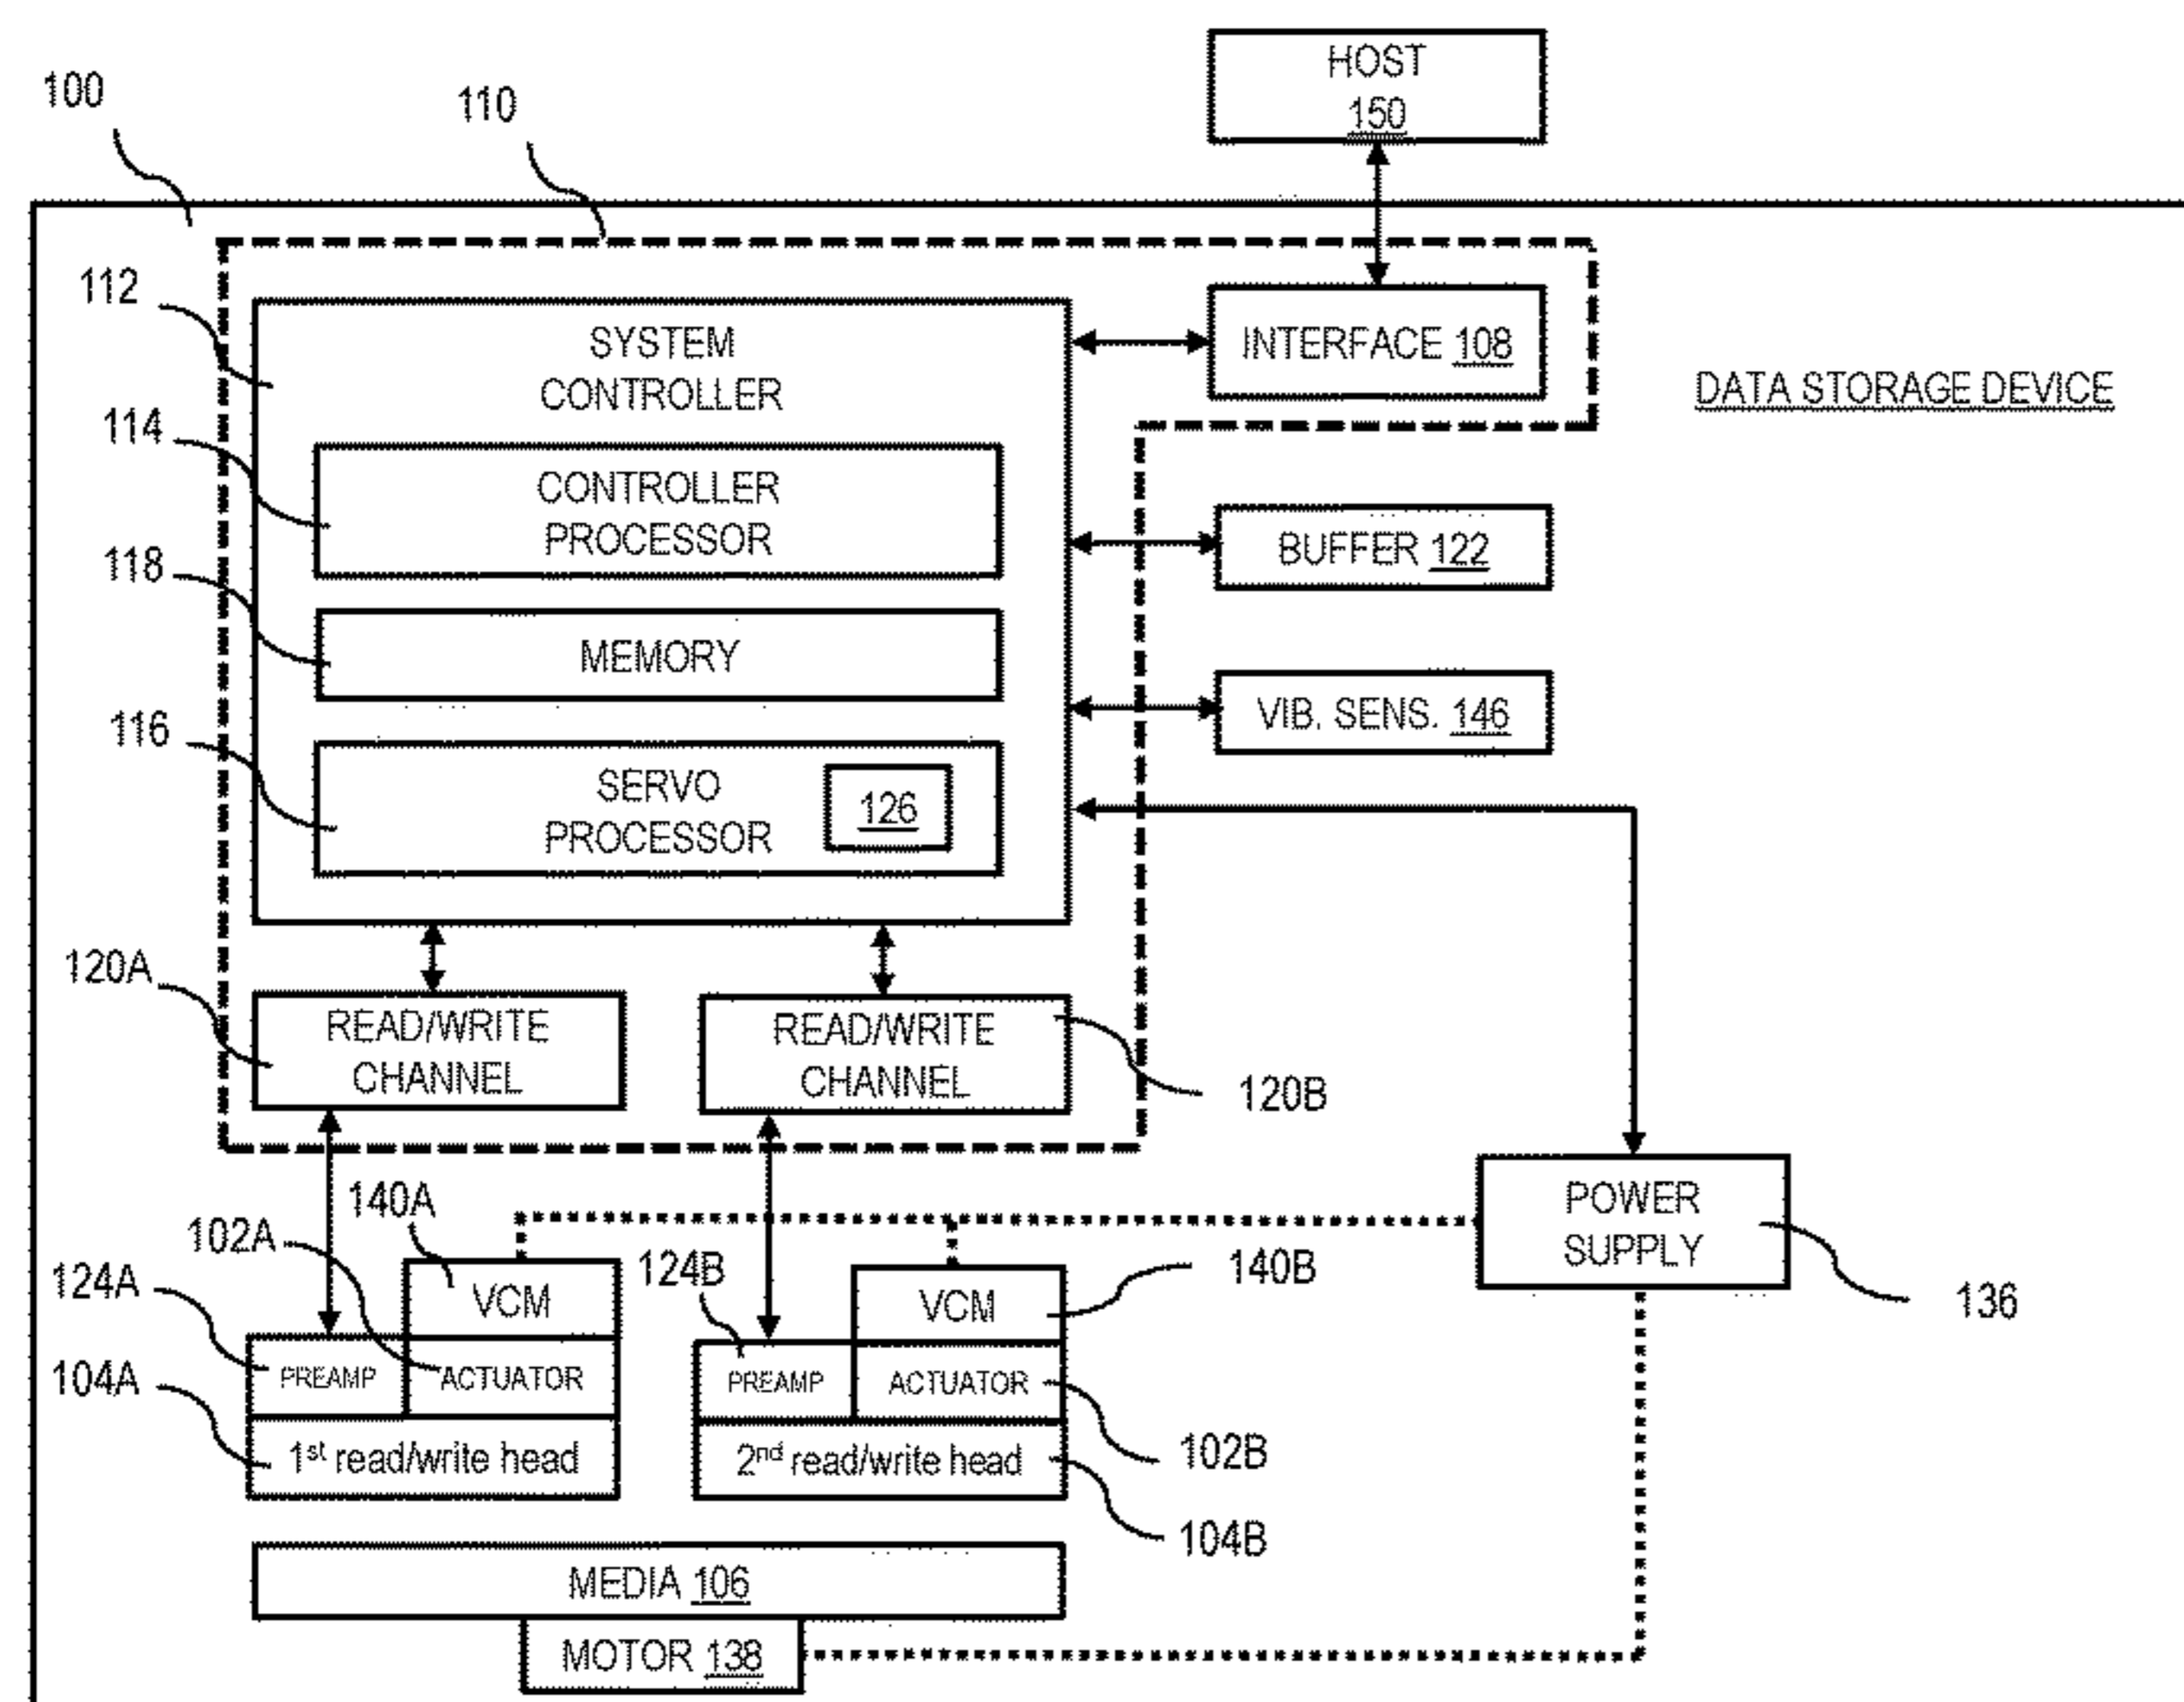 HOST
150
100
110
112
SYSTEM
CONTROLLER
INTERFACE 108
DATA STORAGE DEVICE
114
CONTROLLER
PROCESSOR
BUFFER 122
118
MEMORY
VIB. SENS. 146
116
SERVO
PROCESSOR
126
120A
READ/WRITE
CHANNEL
READ/WRITE
CHANNEL
120B
140A
102A
124A
VCM
124B
VCM
140B
POWER
SUPPLY
136
104A
PREAMP
ACTUATOR
PREAMP
ACTUATOR
102B
1st read/write head
2nd read/write head
104B
MEDIA 106
MOTOR 138